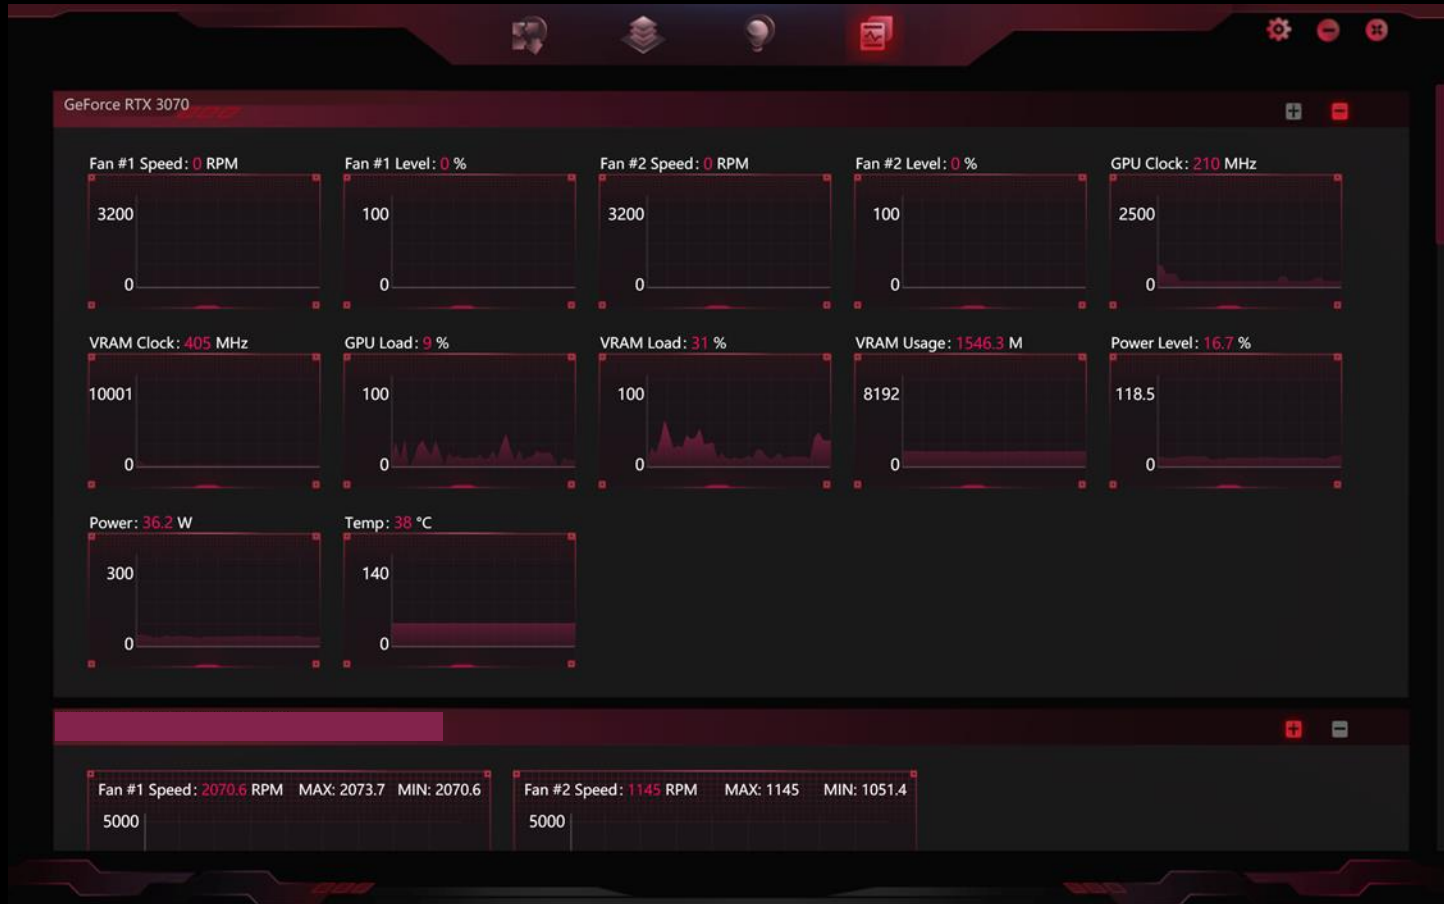 GeForce RTX 3070
Fan #1 Speed: 0 RPM
3200
0
Fan #1 Level: 0 %
100
0
Fan #2 Speed: 0 RPM
3200
0
Fan #2 Level: 0 %
100
0
GPU Clock: 210 MHz
2500
0
VRAM Clock: 405 MHz
10001
0
GPU Load: 9 %
100
0
VRAM Load: 31 %
100
0
VRAM Usage: 1546.3 M
8192
0
Power Level: 16.7 %
118.5
0
Power: 36.2 W
300
0
Temp: 38 °C
140
0
Fan #1 Speed: 2070.6 RPM MAX: 2073.7 MIN: 2070.6
5000
Fan #2 Speed: 1145 RPM MAX: 1145 MIN: 1051.4
5000